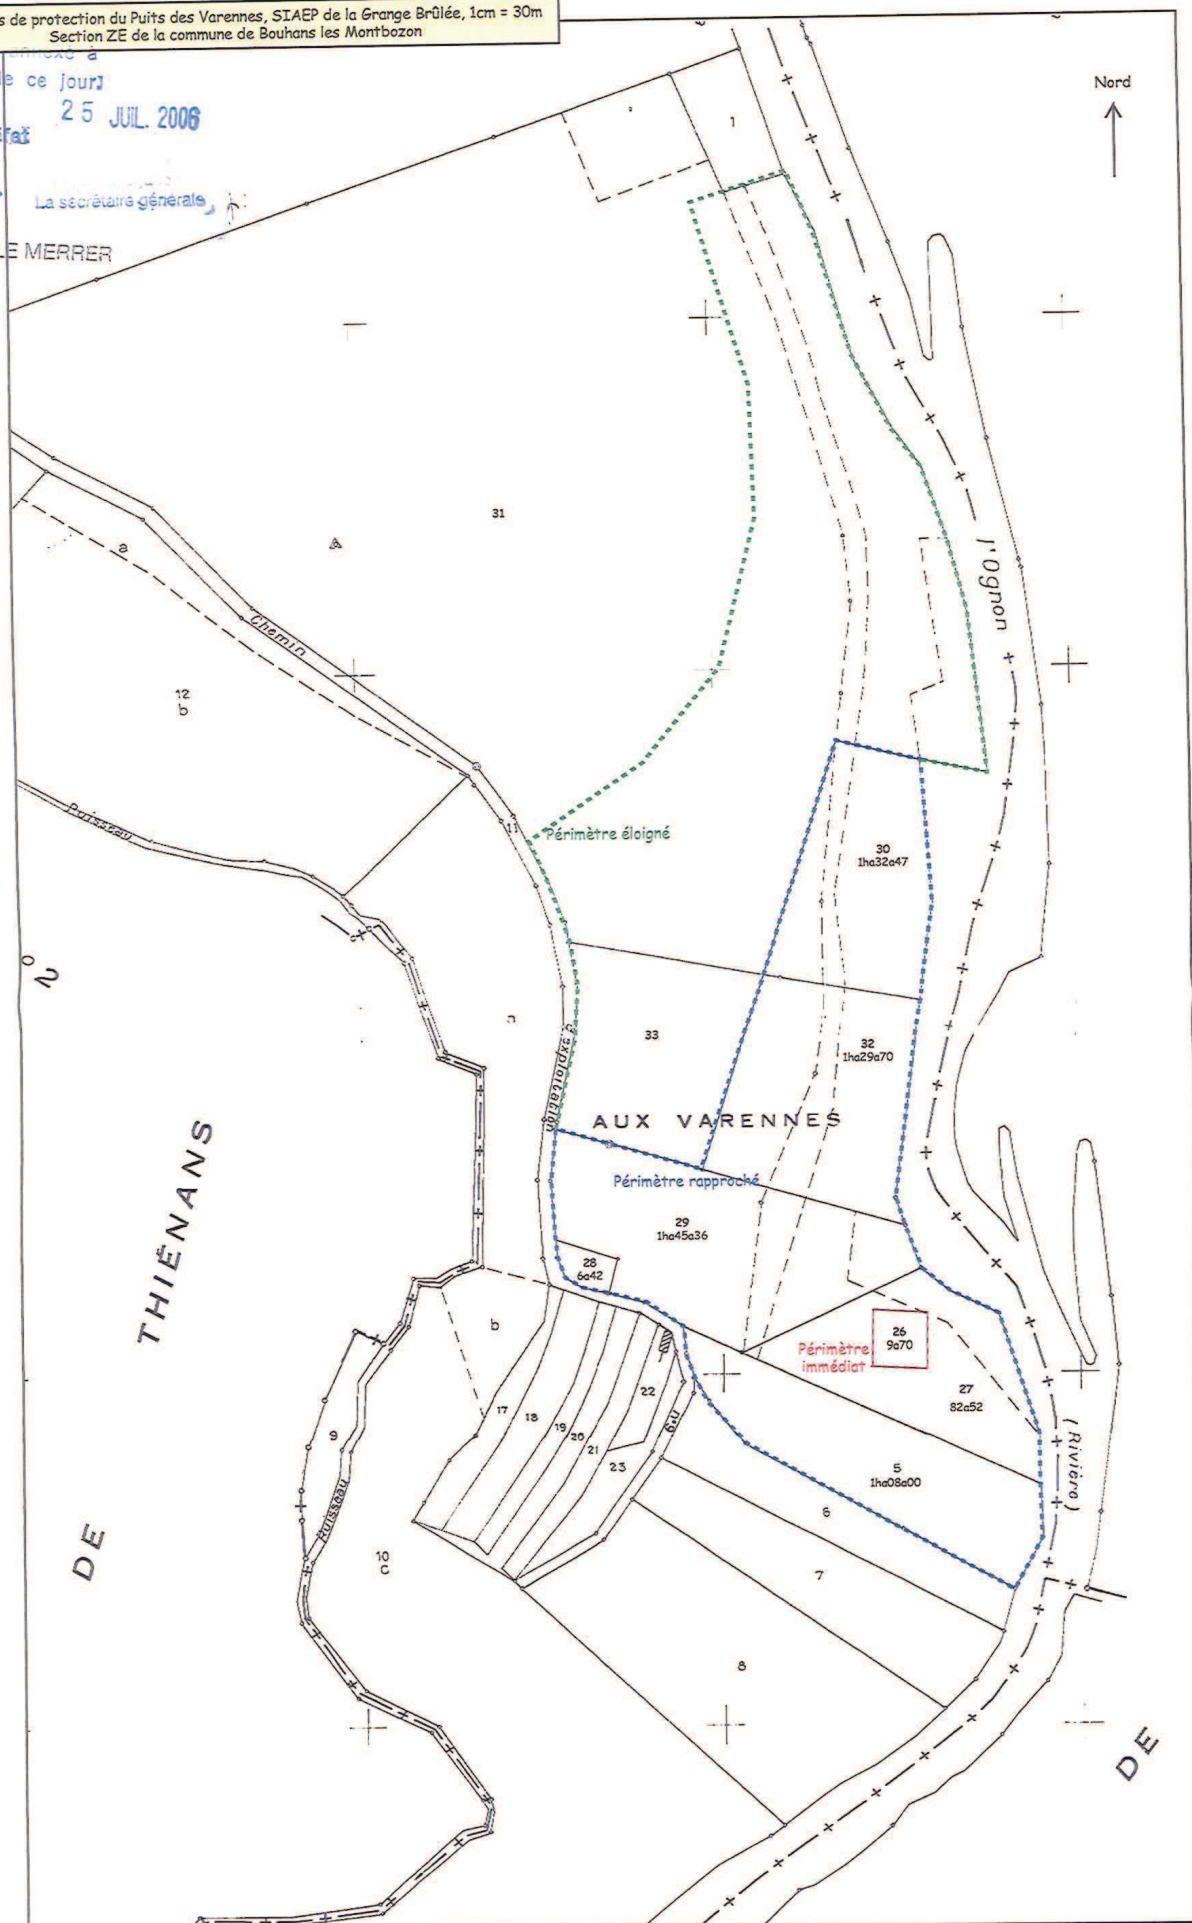 s de protection du Puits des Varennes, SIAEP de la Grange Brûlée, 1cm = 30m
Section ZE de la commune de Bouhans les Montbozon
annexé à
e ce jour
25 JUIL. 2006
La secrétaire générale,
LE MERRER
Nord
1
31
a
Chemin
12
b
l'Ognon
Ruisseau
11
Périmètre éloigné
30
1ha32a47
33
32
1ha29a70
d'exploitation
AUX VARENNES
Périmètre rapproché
29
1ha45a36
28
6a42
THIÉNANS
b
26
9a70
Périmètre
immédiat
27
82a52
17
18
19
20
21
22
23
9
(Rivière)
5
1ha08a00
6
Ruisseau
10
c
7
DE
8
DE